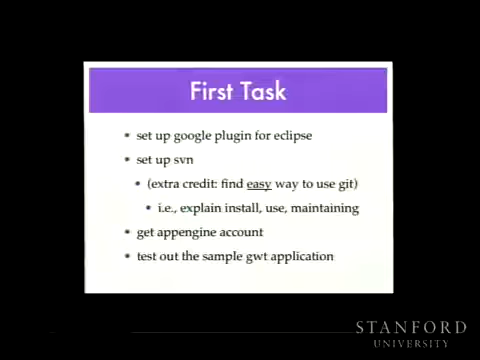 First Task
set up google plugin for eclipse
set up svn
(extra credit: find easy way to use git)
i.e., explain install, use, maintaining
get appengine account
test out the sample gwt application
STANFORD
UNIVERSITY